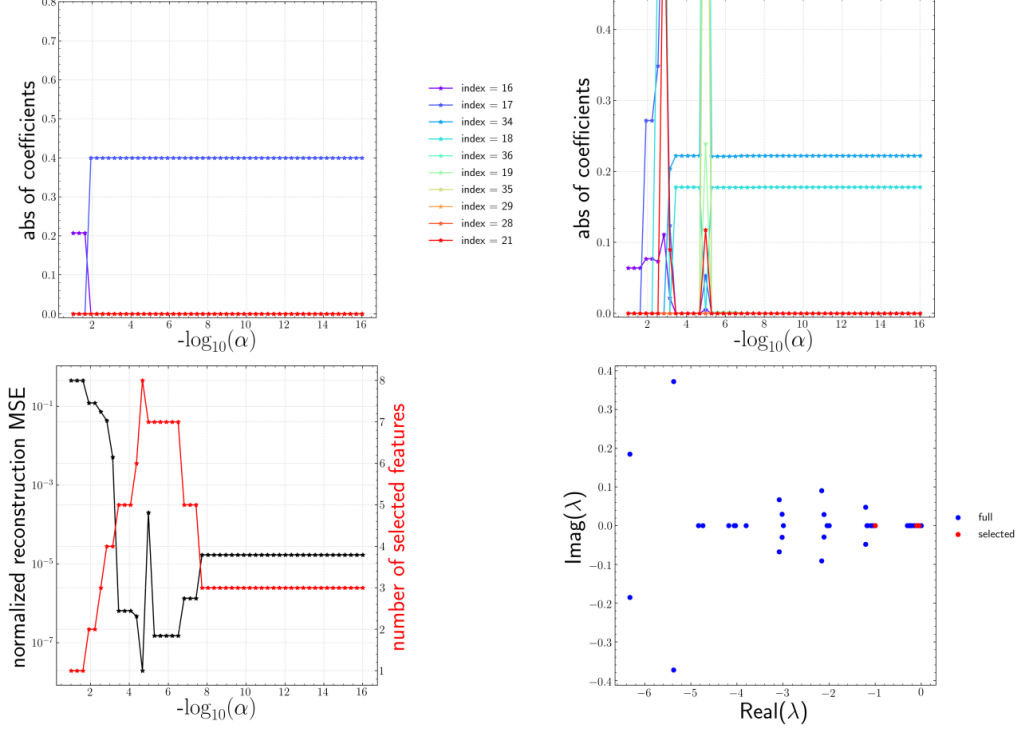 0.8
0.7
0.6
0.5
0.4
0.3
0.2
0.1
0.0
abs of coefficients
2 4 6 8 10 12 14 16
-log₁₀(α)
index = 16
index = 17
index = 34
index = 18
index = 36
index = 19
index = 35
index = 29
index = 28
index = 21
0.4
0.3
0.2
0.1
0.0
abs of coefficients
2 4 6 8 10 12 14 16
-log₁₀(α)
10⁻¹
10⁻³
10⁻⁵
10⁻⁷
normalized reconstruction MSE
8
7
6
5
4
3
2
1
number of selected features
2 4 6 8 10 12 14 16
-log₁₀(α)
0.4
0.3
0.2
0.1
0.0
−0.1
−0.2
−0.3
−0.4
Imag(λ)
−6 −5 −4 −3 −2 −1 0
Real(λ)
full
selected